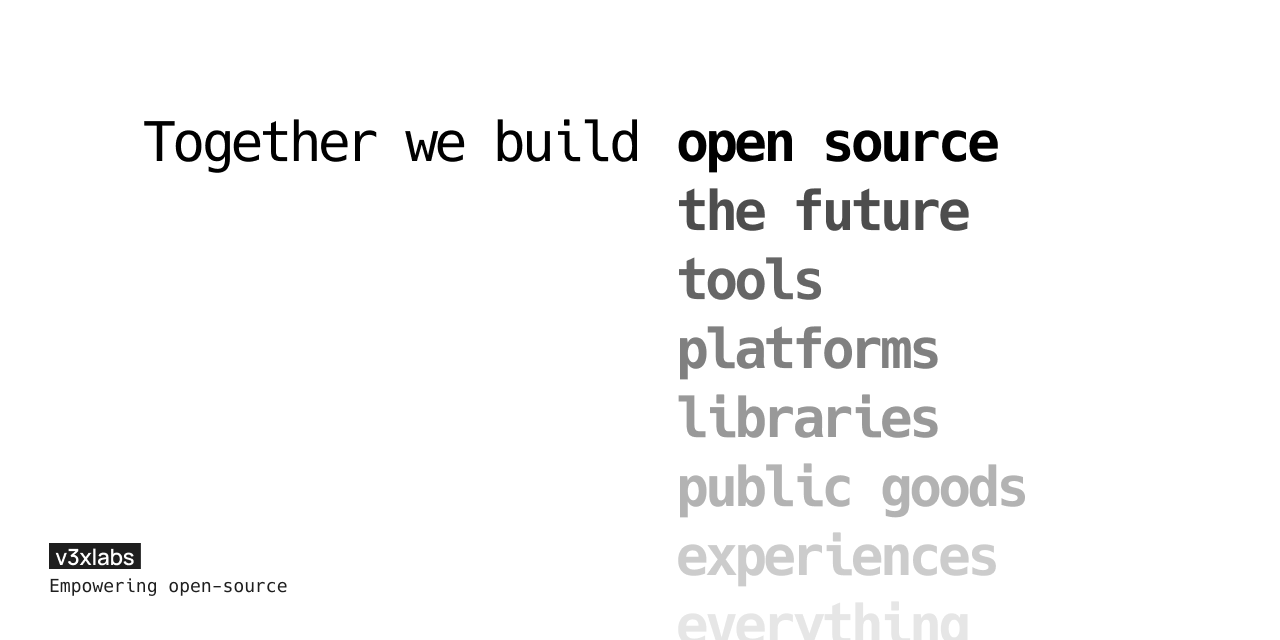 Together we build open source
the future
tools
platforms
libraries
public goods
experiences
everything
v3xlabs
Empowering open-source